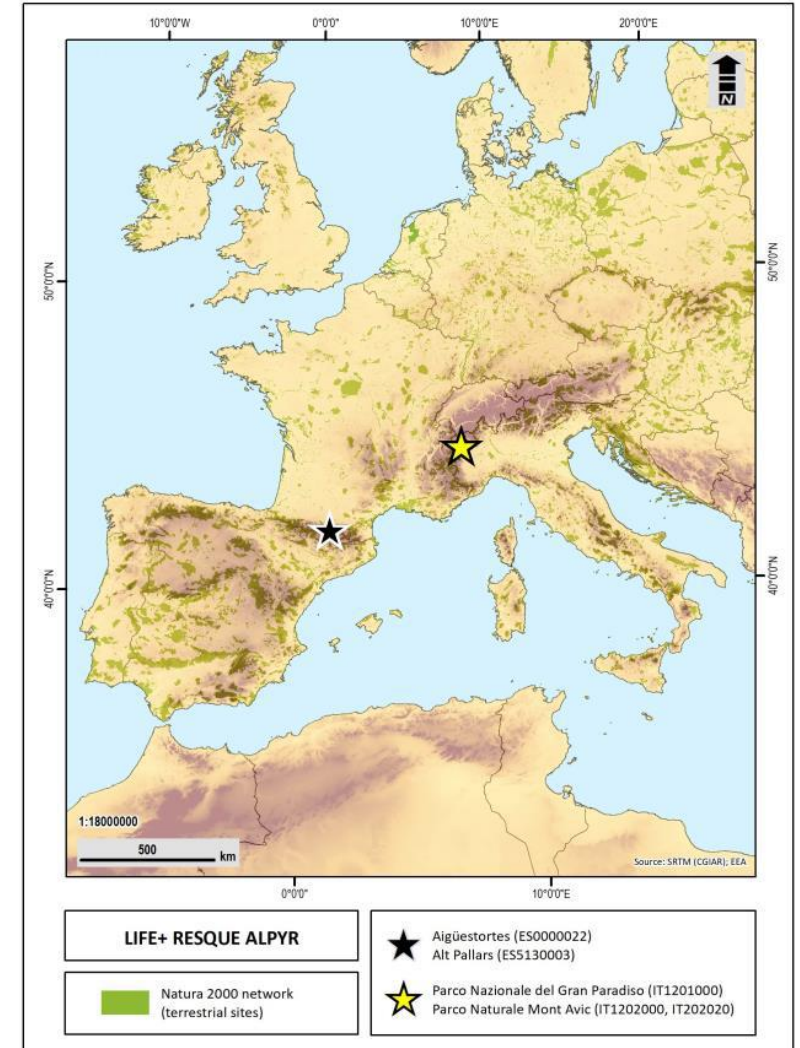 10°0'0"W 0°0'0" 10°0'0"E 20°0'0"E
N
50°0'0"N 50°0'0"N
40°0'0"N 40°0'0"N
1:18000000
500
km
Source: SRTM (CGIAR); EEA
0°0'0" 10°0'0"E
LIFE+ RESQUE ALPYR
Natura 2000 network
(terrestrial sites)
Aigüestortes (ES0000022)
Alt Pallars (ES5130003)
Parco Nazionale del Gran Paradiso (IT1201000)
Parco Naturale Mont Avic (IT1202000, IT202020)